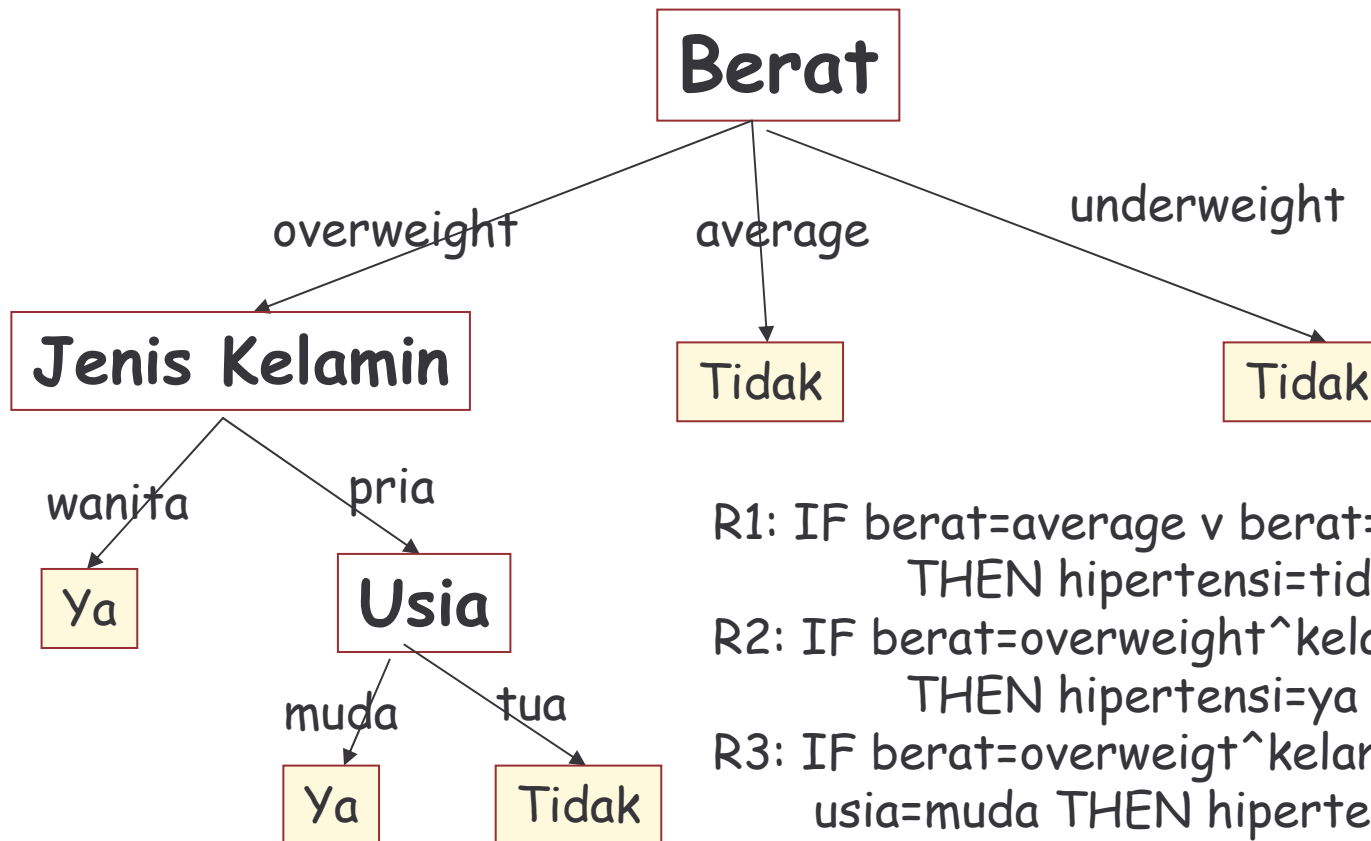 Berat
overweight
average
underweight
Jenis Kelamin
Tidak
Tidak
wanita
pria
Ya
Usia
muda
tua
Ya
Tidak
R1: IF berat=average v berat=
THEN hipertensi=tid
R2: IF berat=overweight^kela
THEN hipertensi=ya
R3: IF berat=overweigt^kelar
usia=muda THEN hiperte